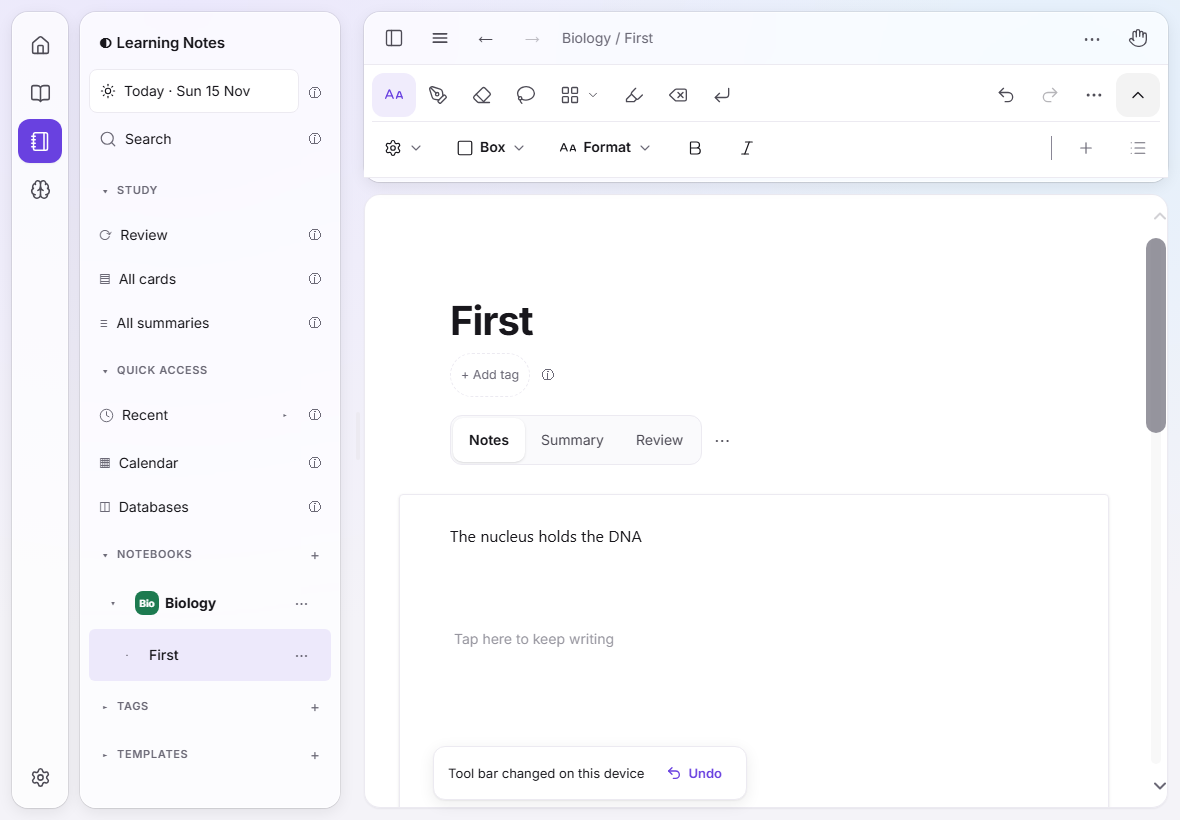 Learning Notes
Today · Sun 15 Nov
Search
STUDY
Review
All cards
All summaries
QUICK ACCESS
Recent
Calendar
Databases
NOTEBOOKS
Bio Biology
First
TAGS
TEMPLATES
Biology / First
AA
Box
AA Format
B
I
First
+ Add tag
Notes
Summary
Review
The nucleus holds the DNA
Tap here to keep writing
Tool bar changed on this device
Undo